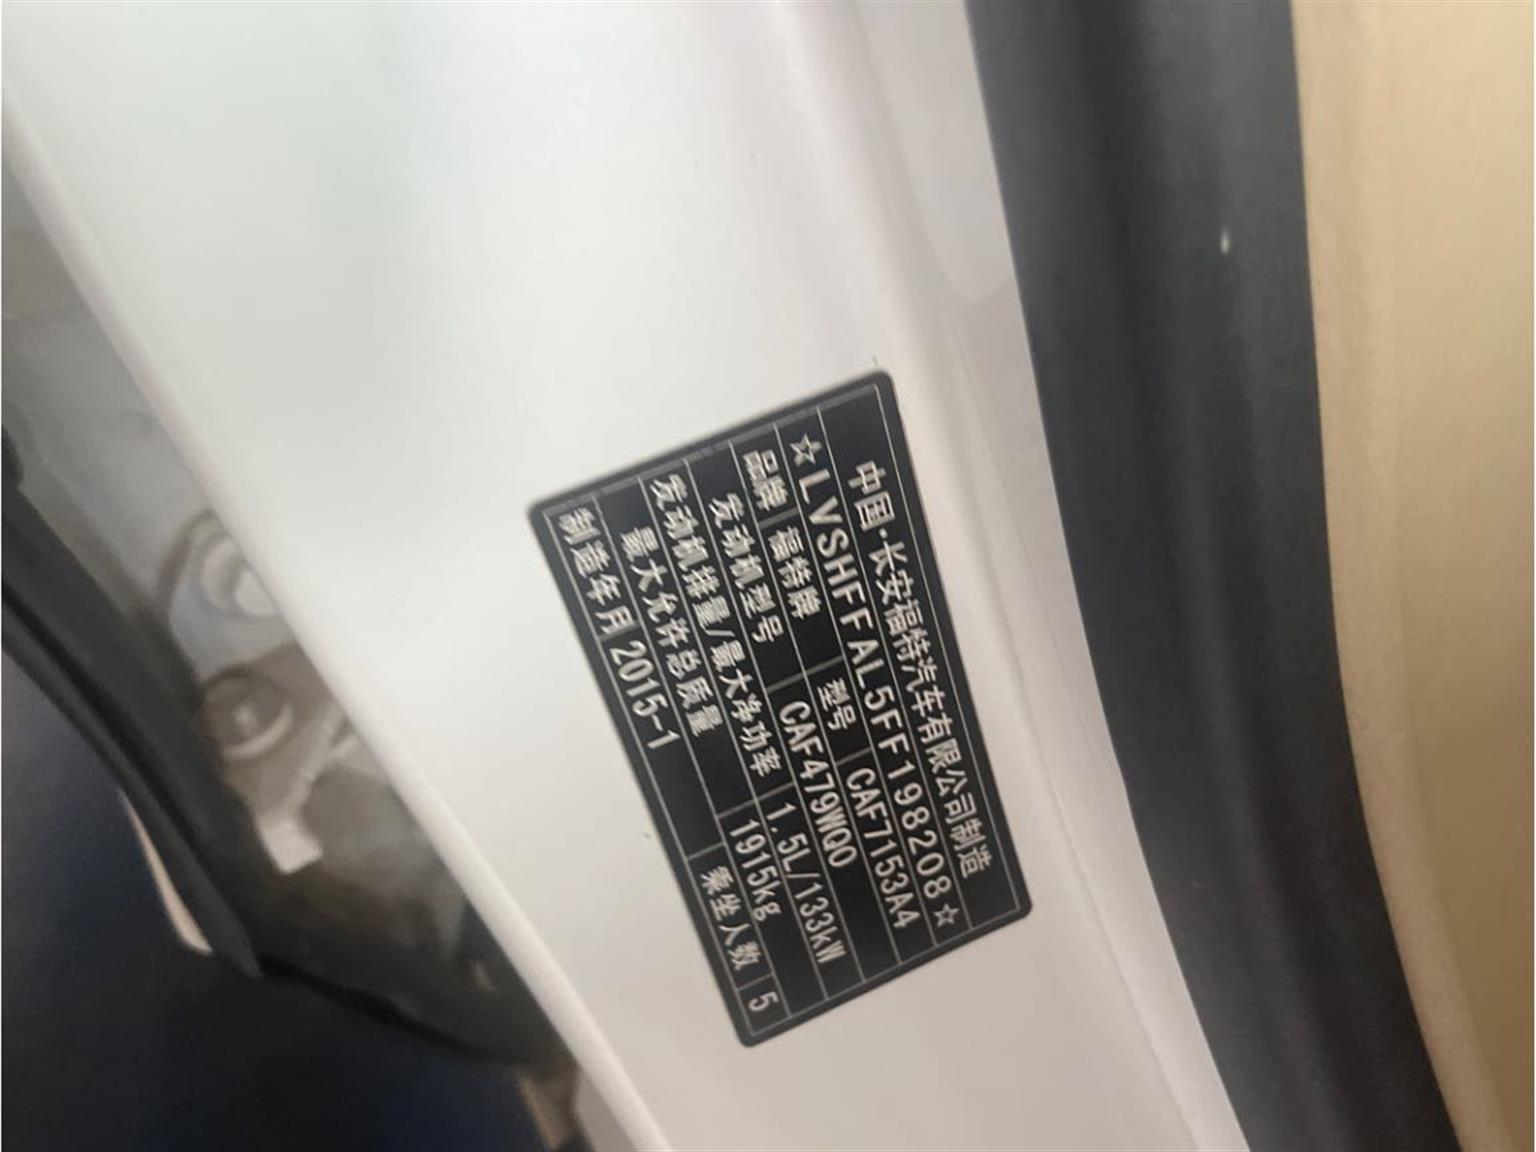 中国·长安福特汽车有限公司制造
☆LVSHFFAL5FF198208☆
品牌 福特牌 型号 CAF7153A4
发动机型号 CAF479WQ0
发动机排量/最大净功率 1.5L/133kW
最大允许总质量 1915kg
制造年月 2015-1 乘坐人数 5